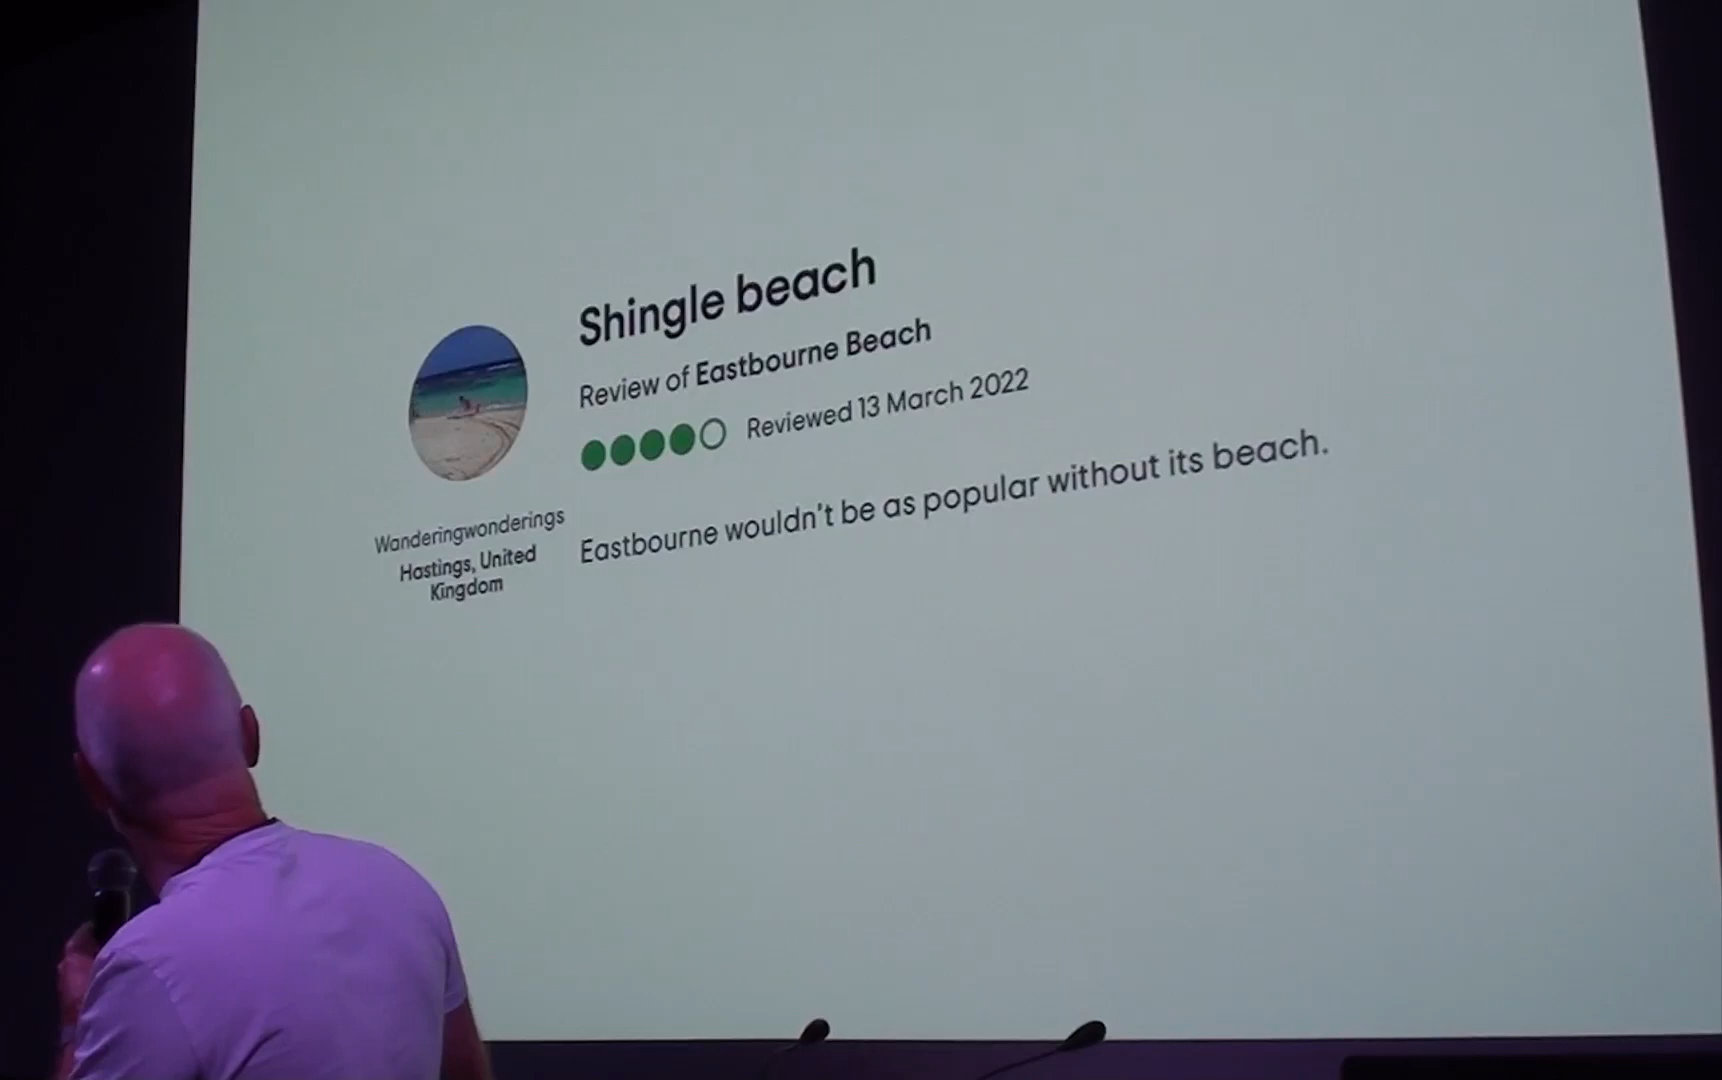 Shingle beach
Review of Eastbourne Beach
Reviewed 13 March 2022
Eastbourne wouldn't be as popular without its beach.
Wanderingwonderings
Hastings, United
Kingdom